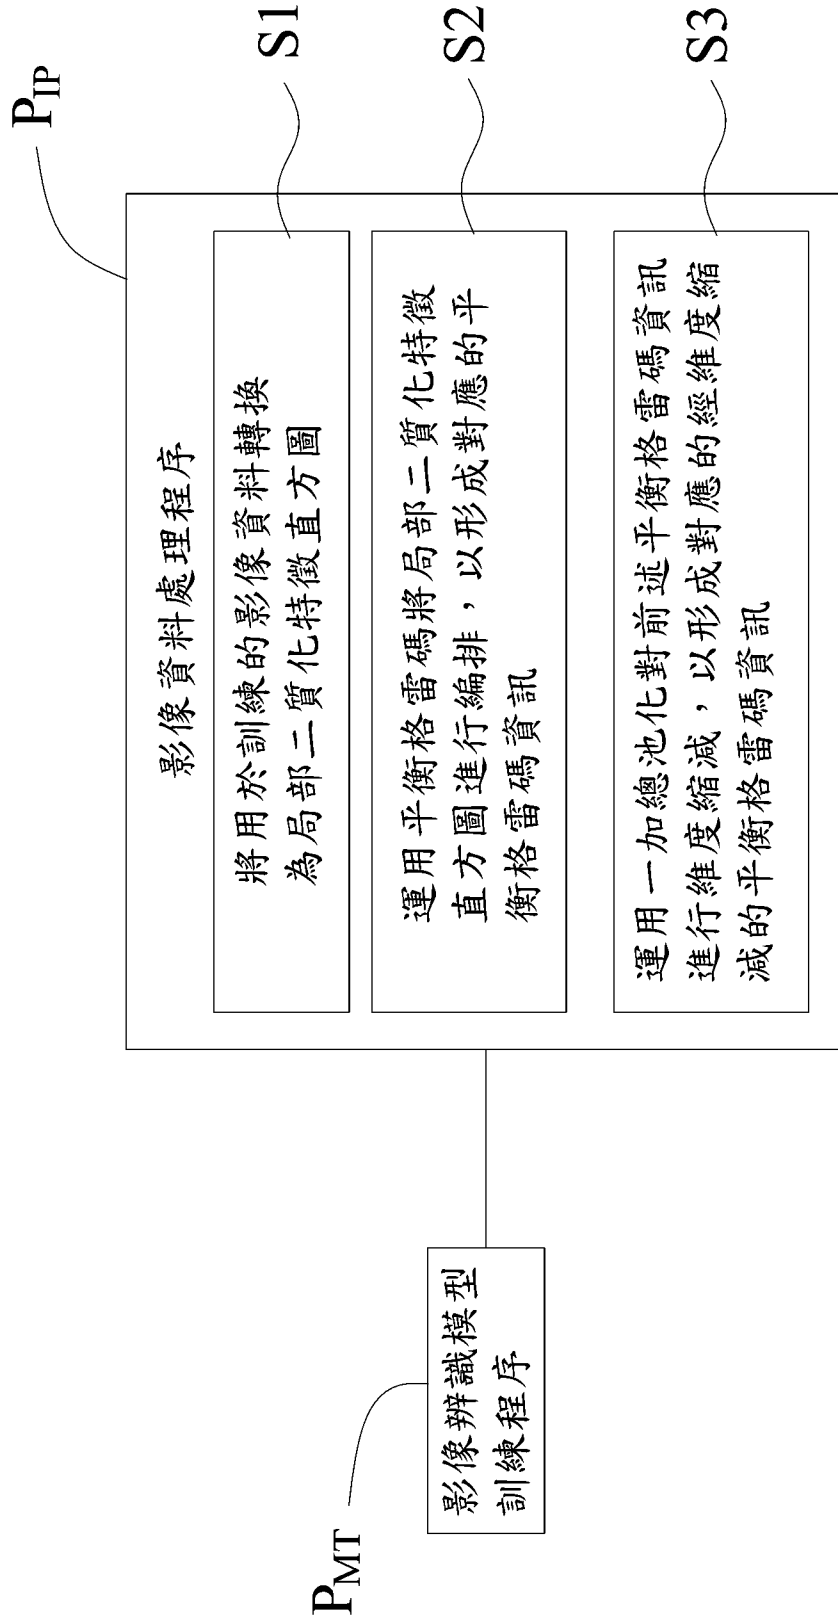 P_IP
影像資料處理程序
將用於訓練的影像資料轉換
為局部二質化特徵直方圖
S1
運用平衡格雷碼將局部二質化特徵
直方圖進行編排，以形成對應的平
衡格雷碼資訊
S2
運用一加總池化對前述平衡格雷碼資訊
進行維度縮減，以形成對應的經維度縮
減的平衡格雷碼資訊
S3
P_MT
影像辨識模型
訓練程序